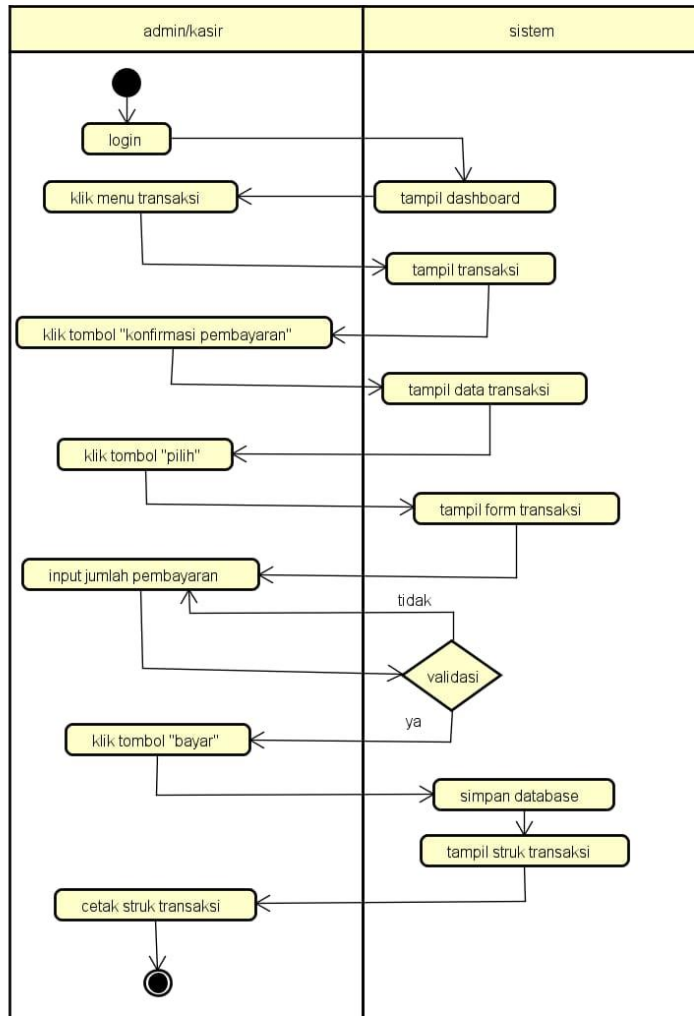 admin/kasir
sistem
login
tampil dashboard
klik menu transaksi
tampil transaksi
klik tombol "konfirmasi pembayaran"
tampil data transaksi
klik tombol "pilih"
tampil form transaksi
input jumlah pembayaran
tidak
validasi
ya
klik tombol "bayar"
simpan database
tampil struk transaksi
cetak struk transaksi